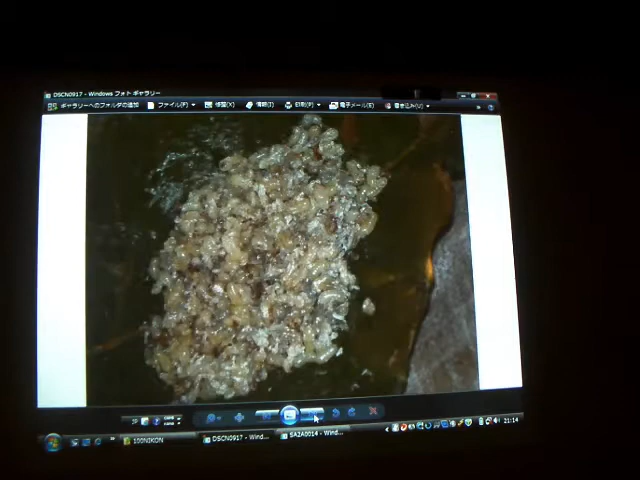 DSCN0917 - Windows フォト ギャラリー
ギャラリーへのフォルダの追加 ファイル(F) 修整(X) 情報(I) 印刷(P) 電子メール(E) 書き込み(U)
JP
100NIKON DSCN0917 - Wind... SA2A0014 - Wind... 21:14